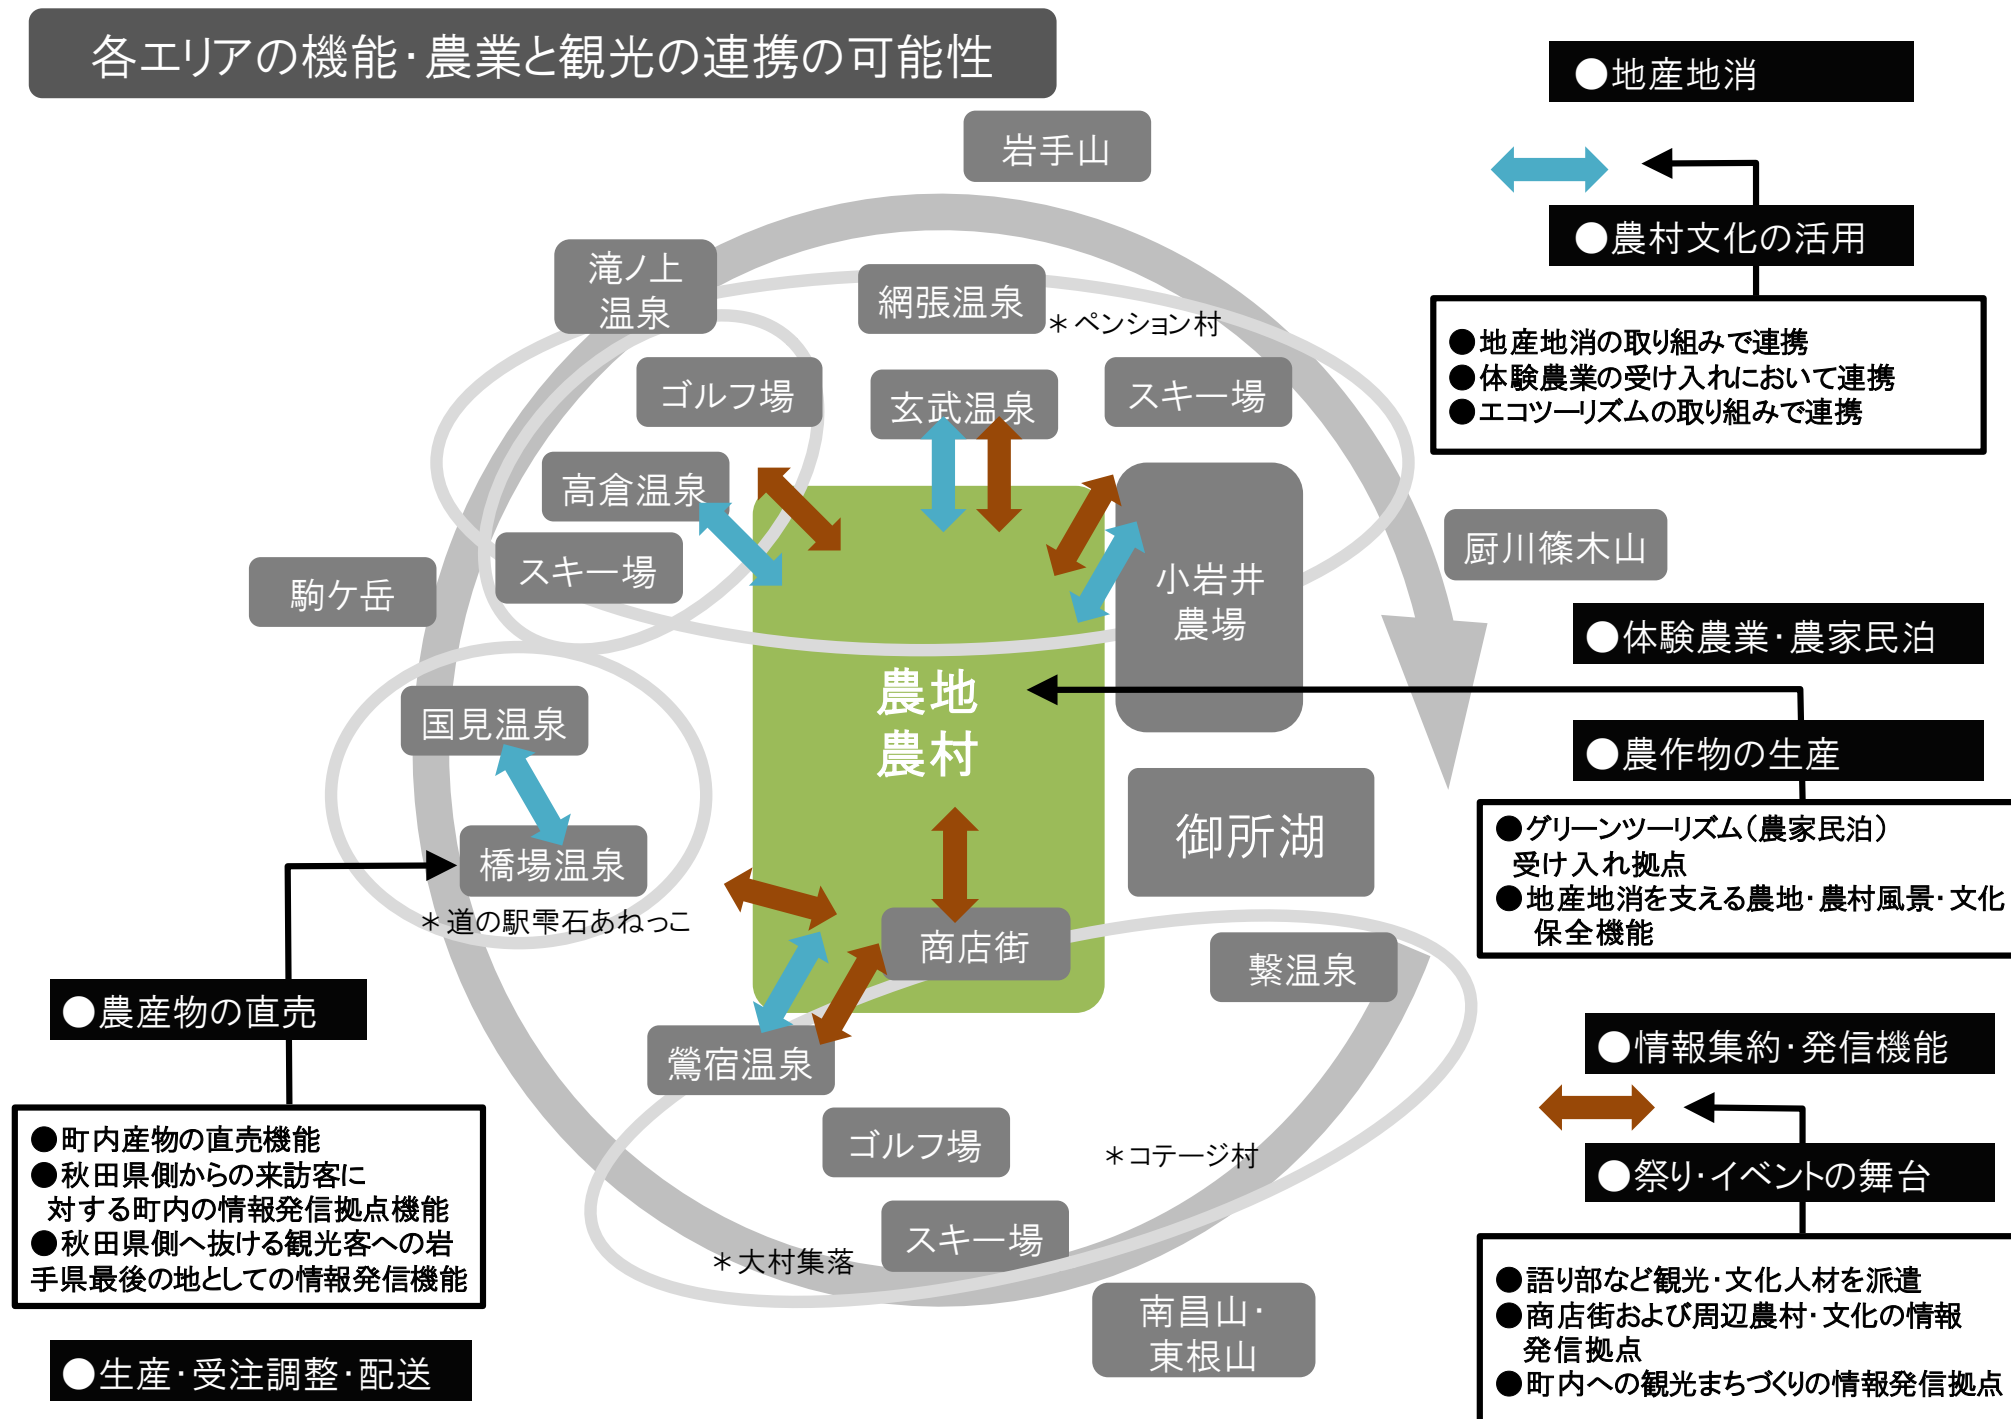 各エリアの機能・農業と観光の連携の可能性
●地産地消
岩手山
●農村文化の活用
滝ノ上
温泉
網張温泉
＊ペンション村
●地産地消の取り組みで連携
●体験農業の受け入れにおいて連携
●エコツーリズムの取り組みで連携
ゴルフ場
玄武温泉
スキー場
高倉温泉
スキー場
駒ケ岳
小岩井
農場
厨川篠木山
●体験農業・農家民泊
農地
農村
国見温泉
●農作物の生産
御所湖
●グリーンツーリズム（農家民泊）
受け入れ拠点
●地産地消を支える農地・農村風景・文化
保全機能
橋場温泉
＊道の駅雫石あねっこ
商店街
繋温泉
●農産物の直売
鶯宿温泉
●情報集約・発信機能
●町内産物の直売機能
●秋田県側からの来訪客に
対する町内の情報発信拠点機能
●秋田県側へ抜ける観光客への岩
手県最後の地としての情報発信機能
ゴルフ場
＊コテージ村
●祭り・イベントの舞台
スキー場
＊大村集落
南昌山・
東根山
●語り部など観光・文化人材を派遣
●商店街および周辺農村・文化の情報
発信拠点
●町内への観光まちづくりの情報発信拠点
●生産・受注調整・配送